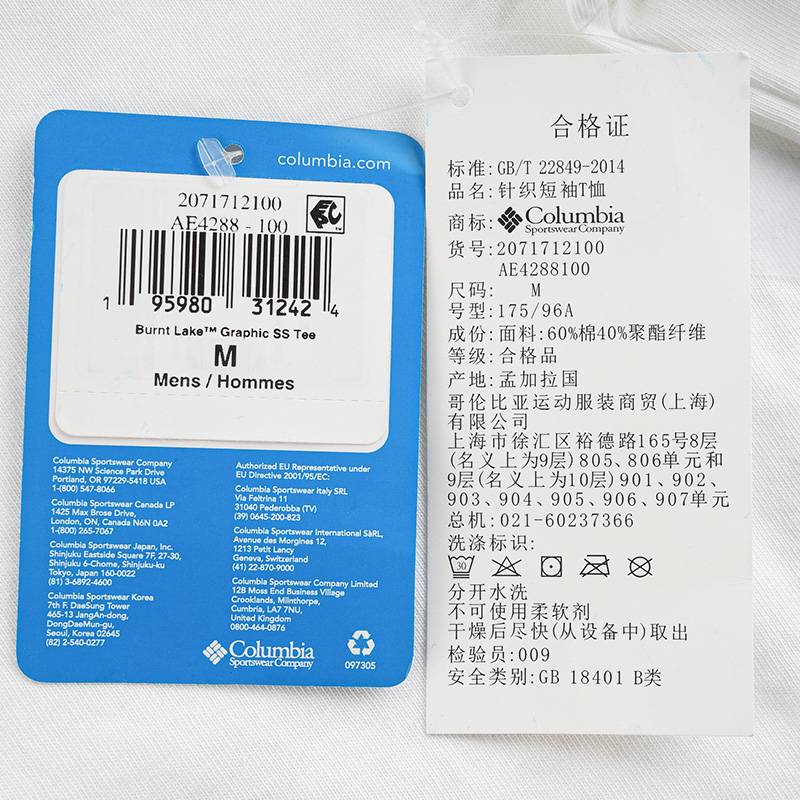 columbia.com
2071712100
AE4288 - 100
1 95980 31242 4
Burnt Lake™ Graphic SS Tee
M
Mens / Hommes
Columbia Sportswear Company
14375 NW Science Park Drive
Portland, OR 97229-5418 USA
1-(800) 547-8066
Columbia Sportswear Canada LP
1425 Max Brose Drive,
London, ON, Canada N6N 0A2
1-(800) 265-7067
Columbia Sportswear Japan, Inc.
Shinjuku Eastside Square 7F, 27-30,
Shinjuku 6-Chome, Shinjuku-ku
Tokyo, Japan 160-0022
(81) 3-6892-4600
Columbia Sportswear Korea
7th F. DaeSung Tower
465-13 JangAn-dong,
DongDaeMun-gu,
Seoul, Korea 02645
(82) 2-540-0277
Authorized EU Representative under
EU Directive 2001/95/EC:
Columbia Sportswear Italy SRL
Via Feltrina 11
31040 Pederobba (TV)
(39) 0645-200-823
Columbia Sportswear International SàRL,
Avenue des Morgines 12,
1213 Petit Lancy
Geneva, Switzerland
(41) 22-870-9000
Columbia Sportswear Company Limited
12B Moss End Business Village
Crooklands, Milnthorpe,
Cumbria, LA7 7NU,
United Kingdom
0800-464-0876
Columbia
Sportswear Company
097305
合格证
标准:GB/T 22849-2014
品名:针织短袖T恤
商标:Columbia
Sportswear Company
货号:2071712100
AE4288100
尺码: M
号型:175/96A
成份:面料:60%棉40%聚酯纤维
等级:合格品
产地:孟加拉国
哥伦比亚运动服装商贸(上海)
有限公司
上海市徐汇区裕德路165号8层
(名义上为9层)805、806单元和
9层(名义上为10层)901、902、
903、904、905、906、907单元
总机:021-60237366
洗涤标识:
30
分开水洗
不可使用柔软剂
干燥后尽快(从设备中)取出
检验员:009
安全类别:GB 18401 B类